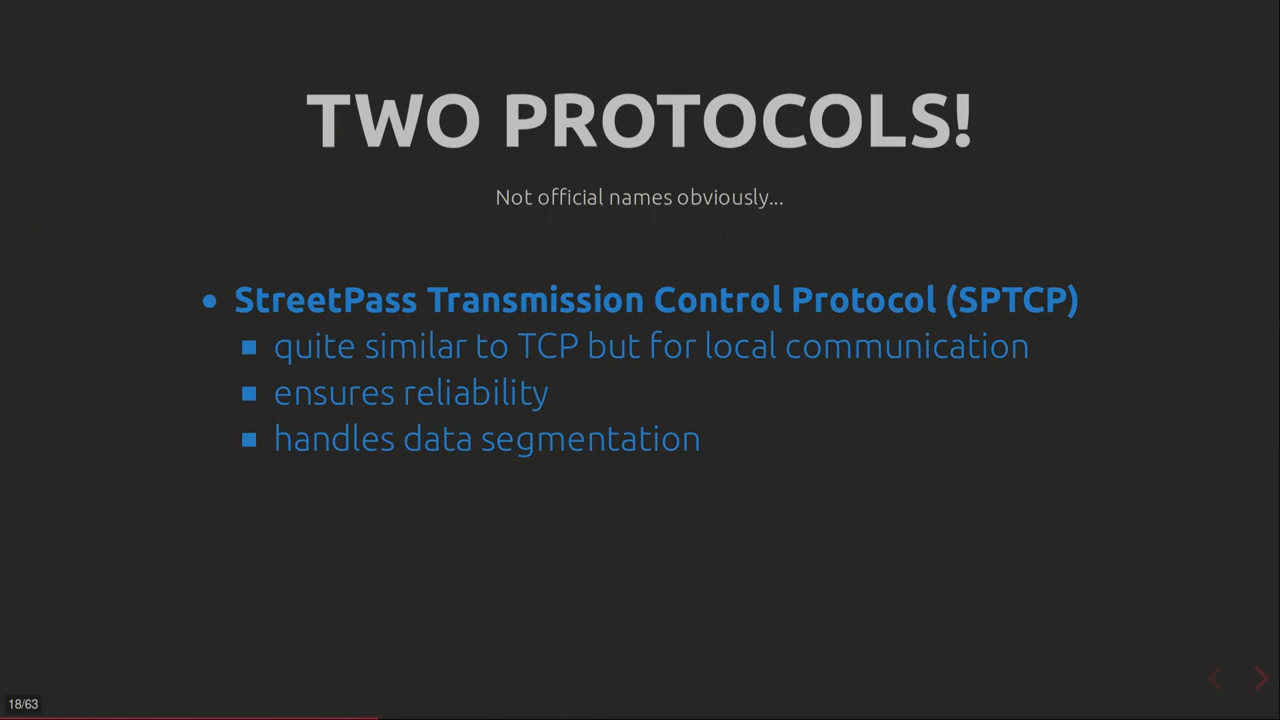 TWO PROTOCOLS!
Not official names obviously...
• StreetPass Transmission Control Protocol (SPTCP)
▪ quite similar to TCP but for local communication
▪ ensures reliability
▪ handles data segmentation
18/63